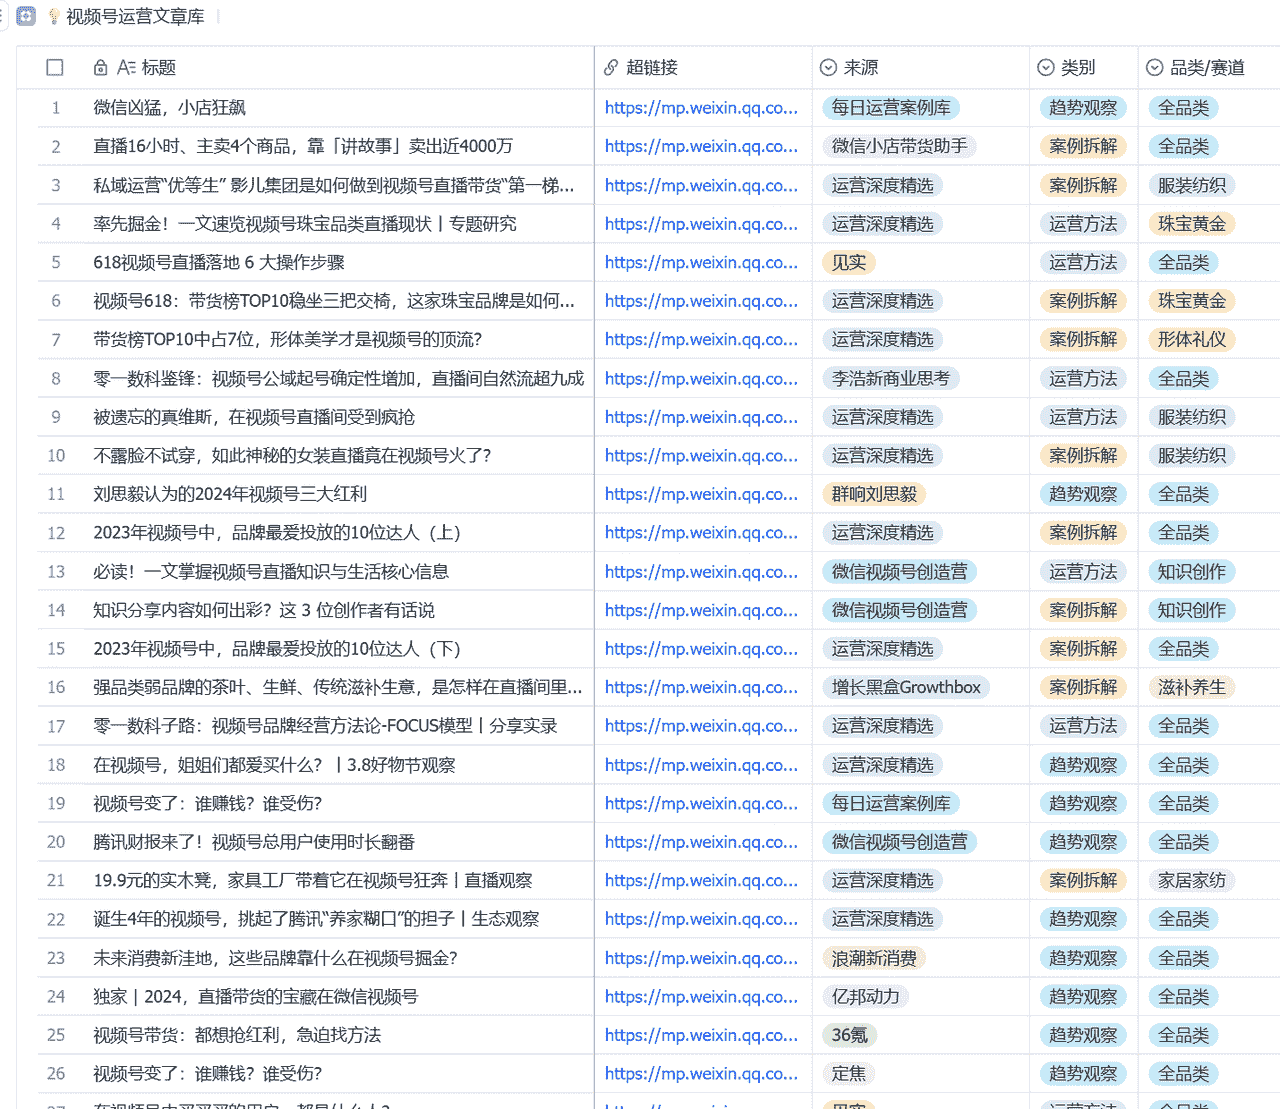 视频号运营文章库
标题 超链接 来源 类别 品类/赛道
1 微信凶猛，小店狂飙 https://mp.weixin.qq.co... 每日运营案例库 趋势观察 全品类
2 直播16小时、主卖4个商品，靠「讲故事」卖出近4000万 https://mp.weixin.qq.co... 微信小店带货助手 案例拆解 全品类
3 私域运营“优等生” 影儿集团是如何做到视频号直播带货“第一梯... https://mp.weixin.qq.co... 运营深度精选 案例拆解 服装纺织
4 率先掘金！一文速览视频号珠宝品类直播现状丨专题研究 https://mp.weixin.qq.co... 运营深度精选 运营方法 珠宝黄金
5 618视频号直播落地 6 大操作步骤 https://mp.weixin.qq.co... 见实 运营方法 全品类
6 视频号618：带货榜TOP10稳坐三把交椅，这家珠宝品牌是如何... https://mp.weixin.qq.co... 运营深度精选 案例拆解 珠宝黄金
7 带货榜TOP10中占7位，形体美学才是视频号的顶流？ https://mp.weixin.qq.co... 运营深度精选 案例拆解 形体礼仪
8 零一数科鉴锋：视频号公域起号确定性增加，直播间自然流超九成 https://mp.weixin.qq.co... 李浩新商业思考 运营方法 全品类
9 被遗忘的真维斯，在视频号直播间受到疯抢 https://mp.weixin.qq.co... 运营深度精选 运营方法 服装纺织
10 不露脸不试穿，如此神秘的女装直播竟在视频号火了？ https://mp.weixin.qq.co... 运营深度精选 案例拆解 服装纺织
11 刘思毅认为的2024年视频号三大红利 https://mp.weixin.qq.co... 群响刘思毅 趋势观察 全品类
12 2023年视频号中，品牌最爱投放的10位达人（上） https://mp.weixin.qq.co... 运营深度精选 案例拆解 全品类
13 必读！一文掌握视频号直播知识与生活核心信息 https://mp.weixin.qq.co... 微信视频号创造营 运营方法 知识创作
14 知识分享内容如何出彩？这 3 位创作者有话说 https://mp.weixin.qq.co... 微信视频号创造营 案例拆解 知识创作
15 2023年视频号中，品牌最爱投放的10位达人（下） https://mp.weixin.qq.co... 运营深度精选 案例拆解 全品类
16 强品类弱品牌的茶叶、生鲜、传统滋补生意，是怎样在直播间里... https://mp.weixin.qq.co... 增长黑盒Growthbox 案例拆解 滋补养生
17 零一数科子路：视频号品牌经营方法论-FOCUS模型丨分享实录 https://mp.weixin.qq.co... 运营深度精选 运营方法 全品类
18 在视频号，姐姐们都爱买什么？丨3.8好物节观察 https://mp.weixin.qq.co... 运营深度精选 趋势观察 全品类
19 视频号变了：谁赚钱？谁受伤？ https://mp.weixin.qq.co... 每日运营案例库 趋势观察 全品类
20 腾讯财报来了！视频号总用户使用时长翻番 https://mp.weixin.qq.co... 微信视频号创造营 趋势观察 全品类
21 19.9元的实木凳，家具工厂带着它在视频号狂奔丨直播观察 https://mp.weixin.qq.co... 运营深度精选 案例拆解 家居家纺
22 诞生4年的视频号，挑起了腾讯“养家糊口”的担子丨生态观察 https://mp.weixin.qq.co... 运营深度精选 趋势观察 全品类
23 未来消费新洼地，这些品牌靠什么在视频号掘金？ https://mp.weixin.qq.co... 浪潮新消费 趋势观察 全品类
24 独家 | 2024，直播带货的宝藏在微信视频号 https://mp.weixin.qq.co... 亿邦动力 趋势观察 全品类
25 视频号带货：都想抢红利，急迫找方法 https://mp.weixin.qq.co... 36氪 趋势观察 全品类
26 视频号变了：谁赚钱？谁受伤？ https://mp.weixin.qq.co... 定焦 趋势观察 全品类